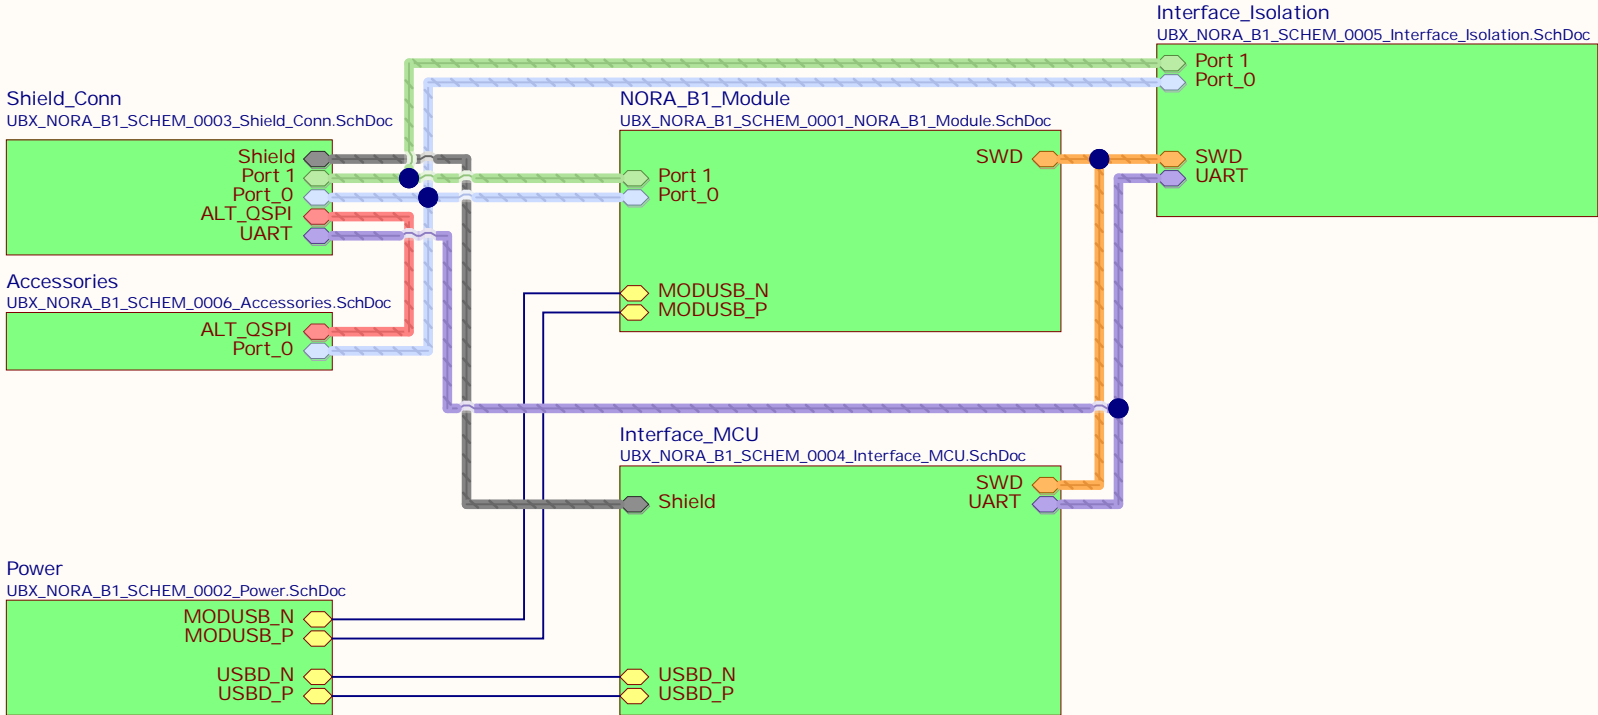 Interface_Isolation
UBX_NORA_B1_SCHEM_0005_Interface_Isolation.SchDoc
Port 1
Port_0
SWD
UART
Shield_Conn
UBX_NORA_B1_SCHEM_0003_Shield_Conn.SchDoc
Shield
Port 1
Port_0
ALT_QSPI
UART
NORA_B1_Module
UBX_NORA_B1_SCHEM_0001_NORA_B1_Module.SchDoc
SWD
Port 1
Port_0
MODUSB_N
MODUSB_P
Accessories
UBX_NORA_B1_SCHEM_0006_Accessories.SchDoc
ALT_QSPI
Port_0
Interface_MCU
UBX_NORA_B1_SCHEM_0004_Interface_MCU.SchDoc
SWD
UART
Shield
USBD_N
USBD_P
Power
UBX_NORA_B1_SCHEM_0002_Power.SchDoc
MODUSB_N
MODUSB_P
USBD_N
USBD_P